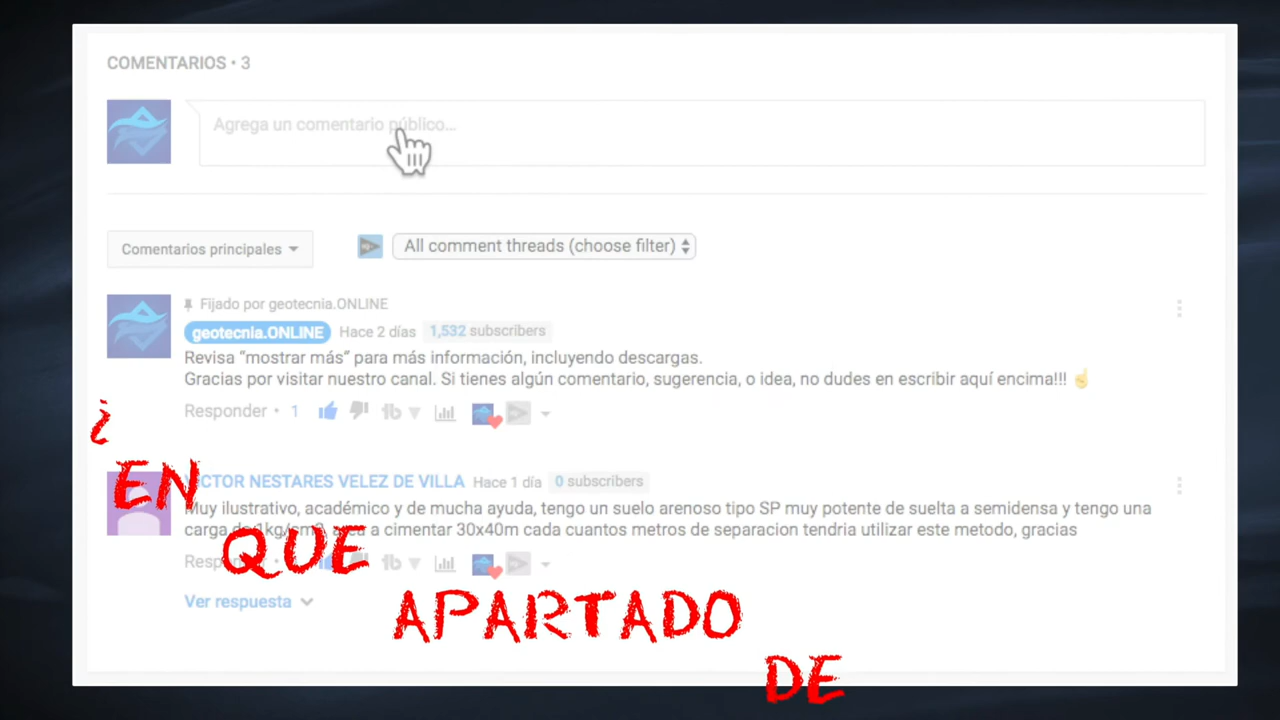 COMENTARIOS • 3
Agrega un comentario público...
Comentarios principales
All comment threads (choose filter)
Fijado por geotecnia.ONLINE
geotecnia.ONLINE Hace 2 días 1,532 subscribers
Revisa “mostrar más” para más información, incluyendo descargas.
Gracias por visitar nuestro canal. Si tienes algún comentario, sugerencia, o idea, no dudes en escribir aquí encima!!! ☝
Responder • 1
¿
EN
CTOR NESTARES VELEZ DE VILLA Hace 1 día 0 subscribers
Muy ilustrativo, académico y de mucha ayuda, tengo un suelo arenoso tipo SP muy potente de suelta a semidensa y tengo una
carga de 1kg/cm2 a cimentar 30x40m cada cuantos metros de separacion tendria utilizar este metodo, gracias
QUE
Ver respuesta
APARTADO
DE